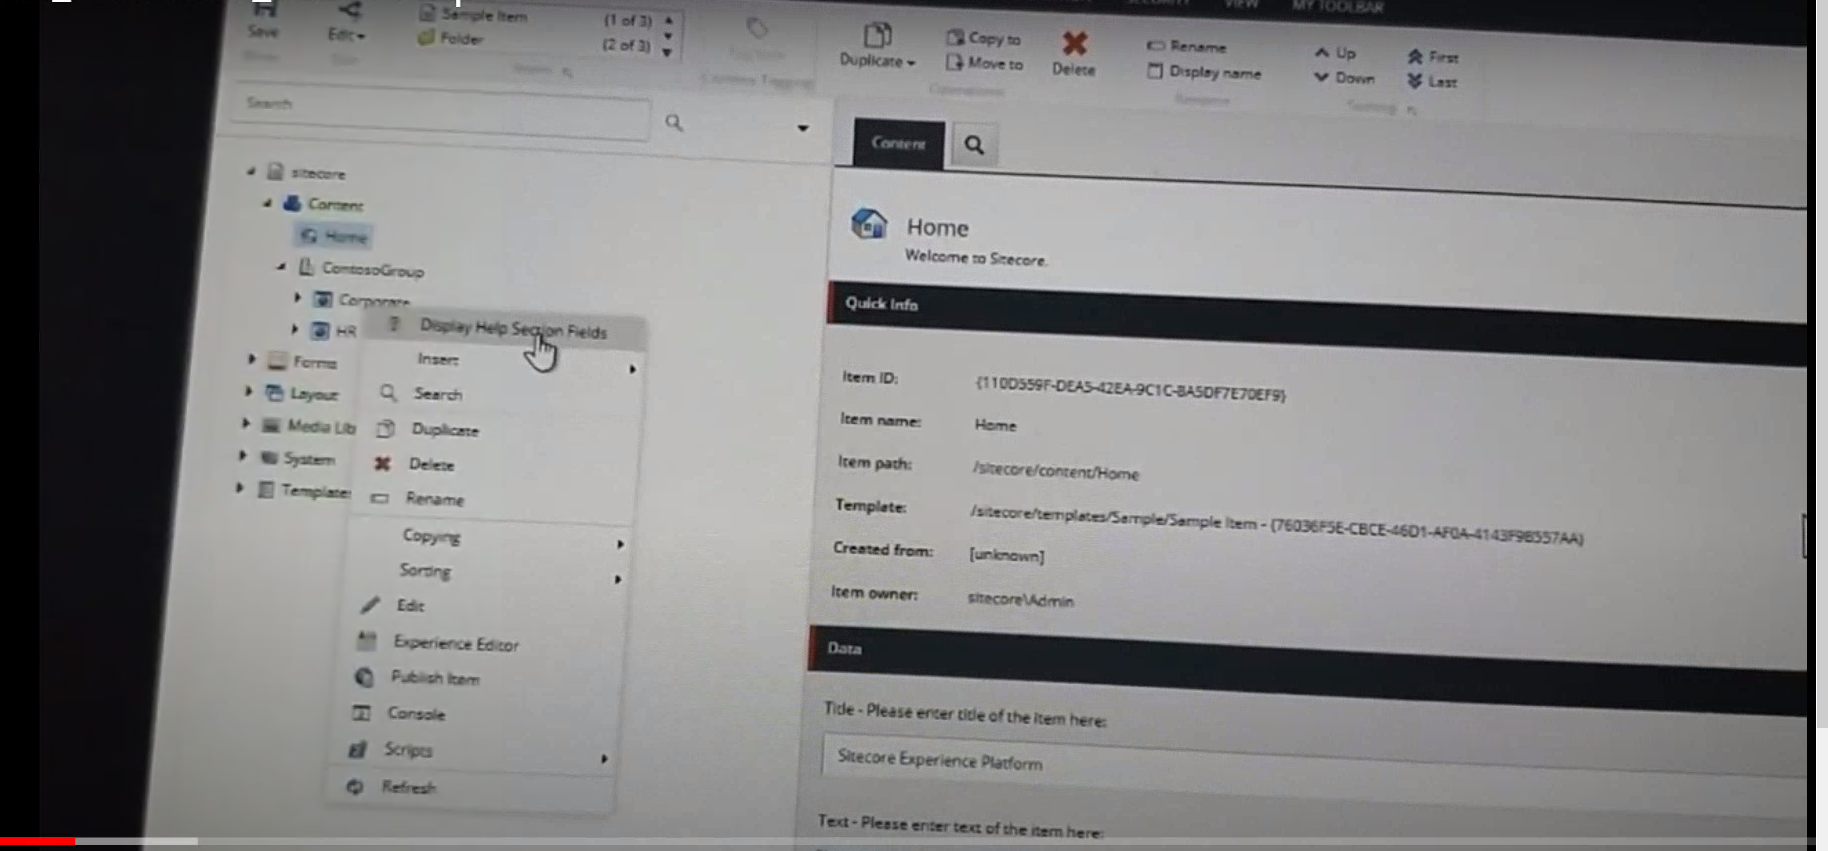 VIEW
MY TOOLBAR
Save
Edit
Sample Item
(1 of 3)
Folder
(2 of 3)
Duplicate
Copy to
Move to
Delete
Rename
Display name
Up
Down
First
Last
Search
sitecore
Content
Home
ContosoGroup
Corporate
HR
Forms
Layout
Media Lib
System
Templates
Display Help Section Fields
Insert
Search
Duplicate
Delete
Rename
Copying
Sorting
Edit
Experience Editor
Publish Item
Console
Scripts
Refresh
Content
Home
Welcome to Sitecore.
Quick Info
Item ID: {110D559F-DEA5-42EA-9C1C-8A5DF7E70EF9}
Item name: Home
Item path: /sitecore/content/Home
Template: /sitecore/templates/Sample/Sample Item - {76036F5E-CBCE-46D1-AF0A-4143F9B557AA}
Created from: [unknown]
Item owner: sitecore\Admin
Data
Title - Please enter title of the item here:
Sitecore Experience Platform
Text - Please enter text of the item here: